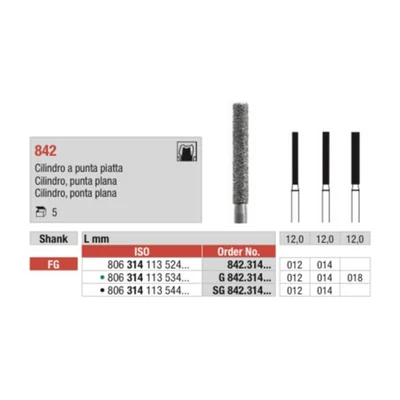 842
Cilindro a punta piatta
Cilindro, punta plana
Cilindro, ponta plana
5
Shank L mm 12,0 12,0 12,0
ISO Order No.
FG 806 314 113 524... 842.314... 012 014
• 806 314 113 534... G 842.314... 012 014 018
• 806 314 113 544... SG 842.314... 012 014